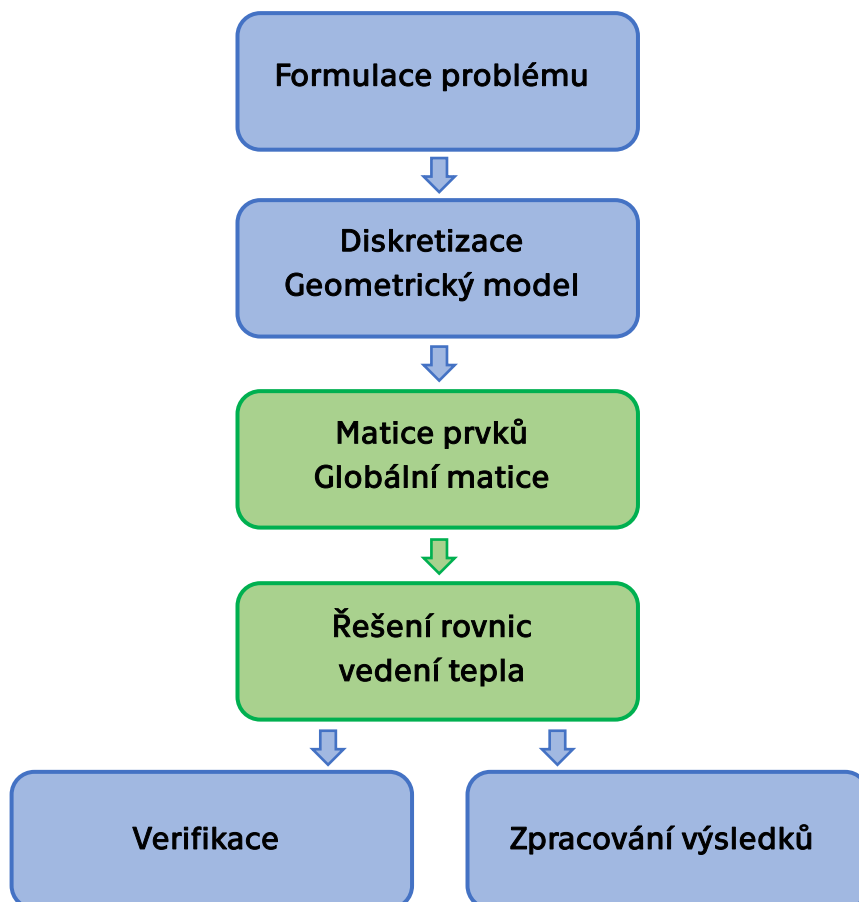 Formulace problému
Diskretizace
Geometrický model
Matice prvků
Globální matice
Řešení rovnic
vedení tepla
Verifikace
Zpracování výsledků